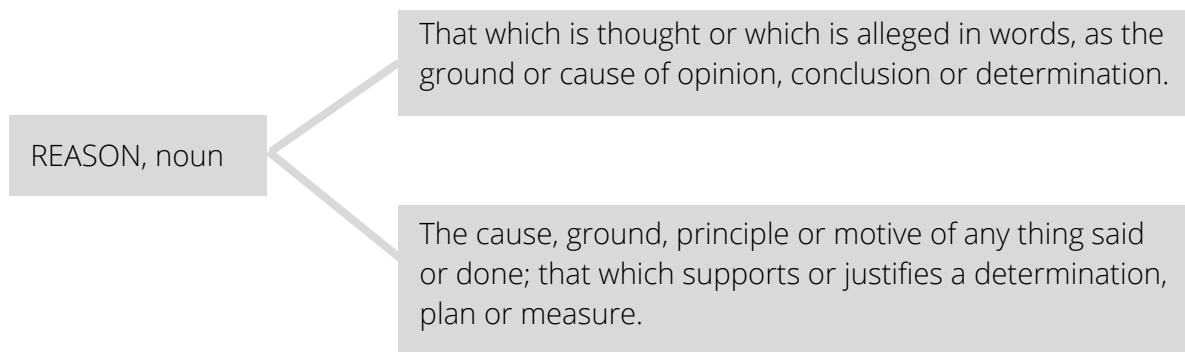 REASON, noun
That which is thought or which is alleged in words, as the
ground or cause of opinion, conclusion or determination.
The cause, ground, principle or motive of any thing said
or done; that which supports or justifies a determination,
plan or measure.